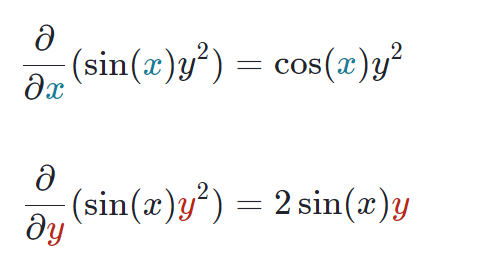 ∂/∂x (sin(x)y²) = cos(x)y²
∂/∂y (sin(x)y²) = 2 sin(x)y